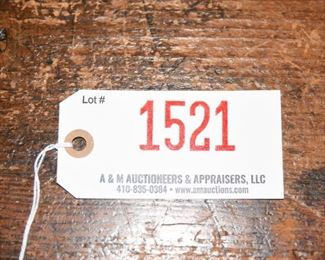 Lot #
1521
A & M AUCTIONEERS & APPRAISERS, LLC
410-835-0384 • www.amauctions.com